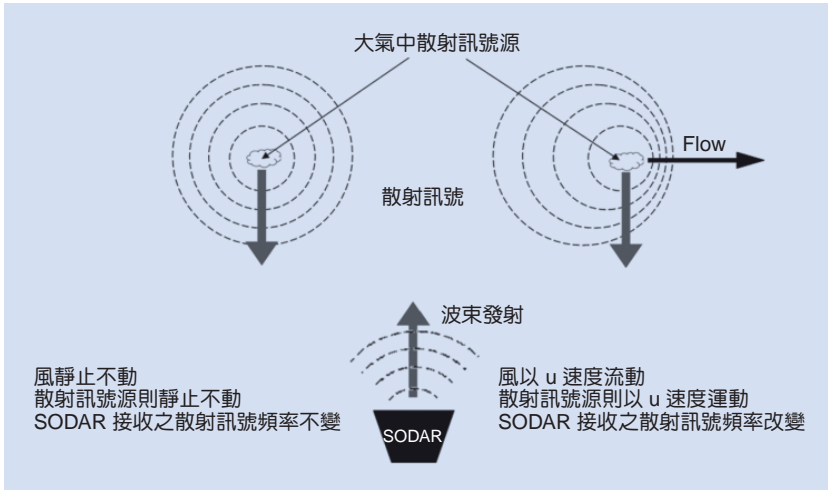 大氣中散射訊號源
Flow
散射訊號
波束發射
風靜止不動
散射訊號源則靜止不動
SODAR 接收之散射訊號頻率不變
SODAR
風以 u 速度流動
散射訊號源則以 u 速度運動
SODAR 接收之散射訊號頻率改變